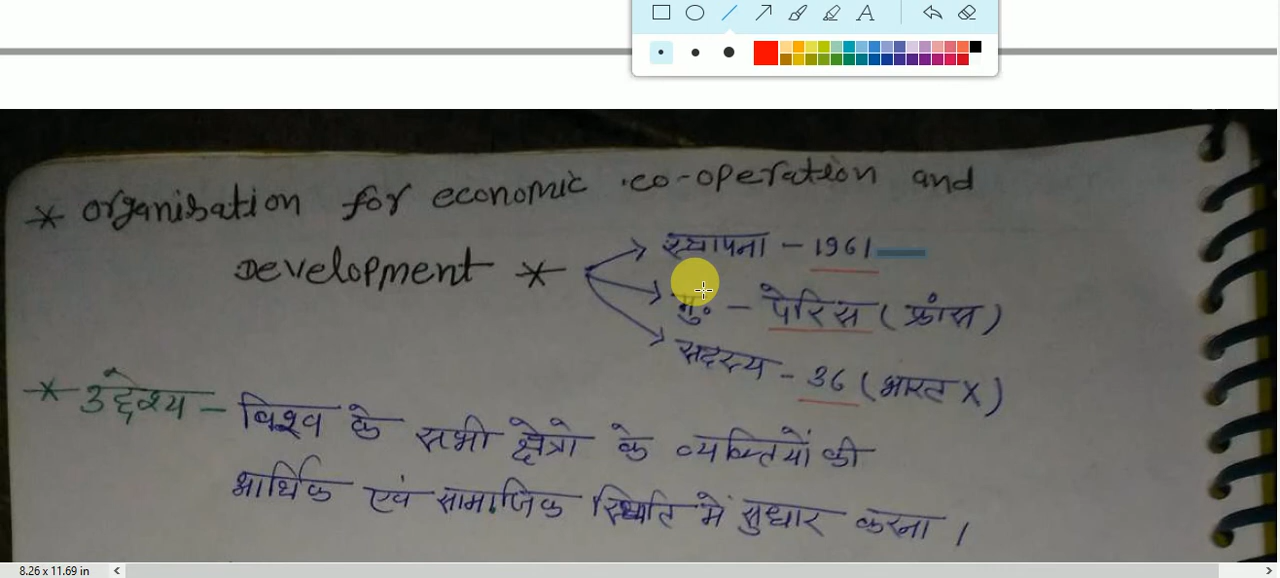 A
* organisation for economic co-operation and
Development *
स्थापना - 1961
मु. - पेरिस (फ्रांस)
सदस्य - 36 (भारत X)
* उद्देश्य - विश्व के सभी क्षेत्रो के व्यक्तियों की
आर्थिक एवं सामाजिक स्थिति में सुधार करना ।
8.26 x 11.69 in